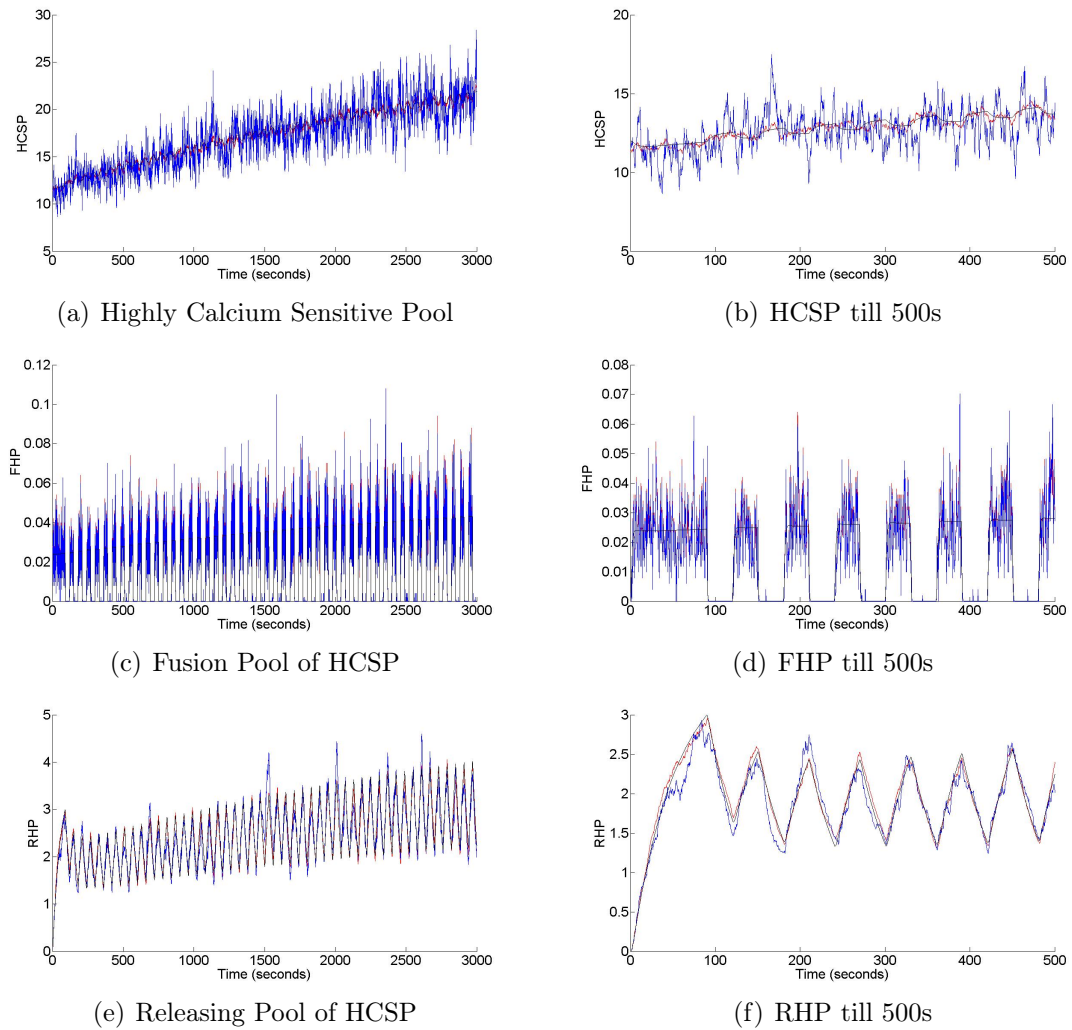 30
25
20
15
10
5
HCSP
0 500 1000 1500 2000 2500 3000
Time (seconds)
(a) Highly Calcium Sensitive Pool
20
15
10
5
HCSP
0 100 200 300 400 500
Time (seconds)
(b) HCSP till 500s
0.12
0.1
0.08
0.06
0.04
0.02
0
FHP
0 500 1000 1500 2000 2500 3000
Time (seconds)
(c) Fusion Pool of HCSP
0.08
0.07
0.06
0.05
0.04
0.03
0.02
0.01
0
FHP
0 100 200 300 400 500
Time (seconds)
(d) FHP till 500s
5
4
3
2
1
0
RHP
0 500 1000 1500 2000 2500 3000
Time (seconds)
(e) Releasing Pool of HCSP
3
2.5
2
1.5
1
0.5
0
RHP
0 100 200 300 400 500
Time (seconds)
(f) RHP till 500s